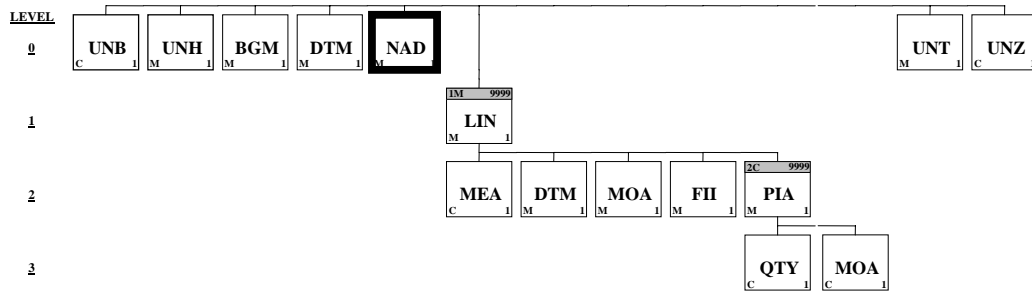 LEVEL
0 UNB UNH BGM DTM NAD UNT UNZ
C 1 M 1 M 1 M 1 M M 1 C
1M 9999
1 LIN
M 1
2C 9999
2 MEA DTM MOA FII PIA
C 1 M 1 M 1 M 1 M 1
3 QTY MOA
C 1 C 1